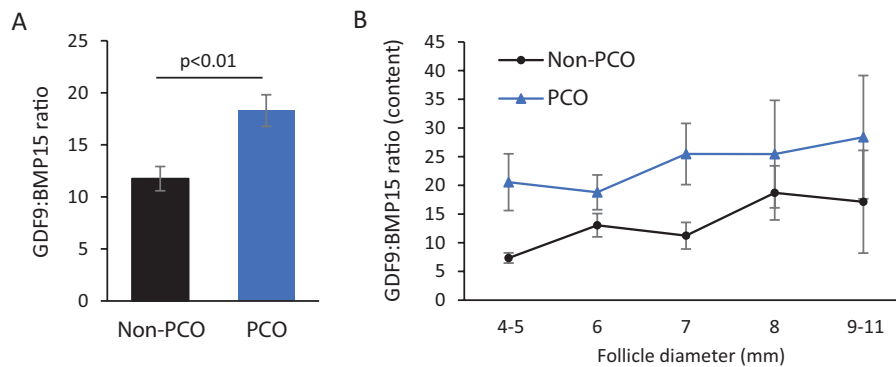 A
GDF9:BMP15 ratio
25
20
15
10
5
0
p<0.01
Non-PCO
PCO
B
GDF9:BMP15 ratio (content)
45
40
35
30
25
20
15
10
5
0
Non-PCO
PCO
4-5
6
7
8
9-11
Follicle diameter (mm)